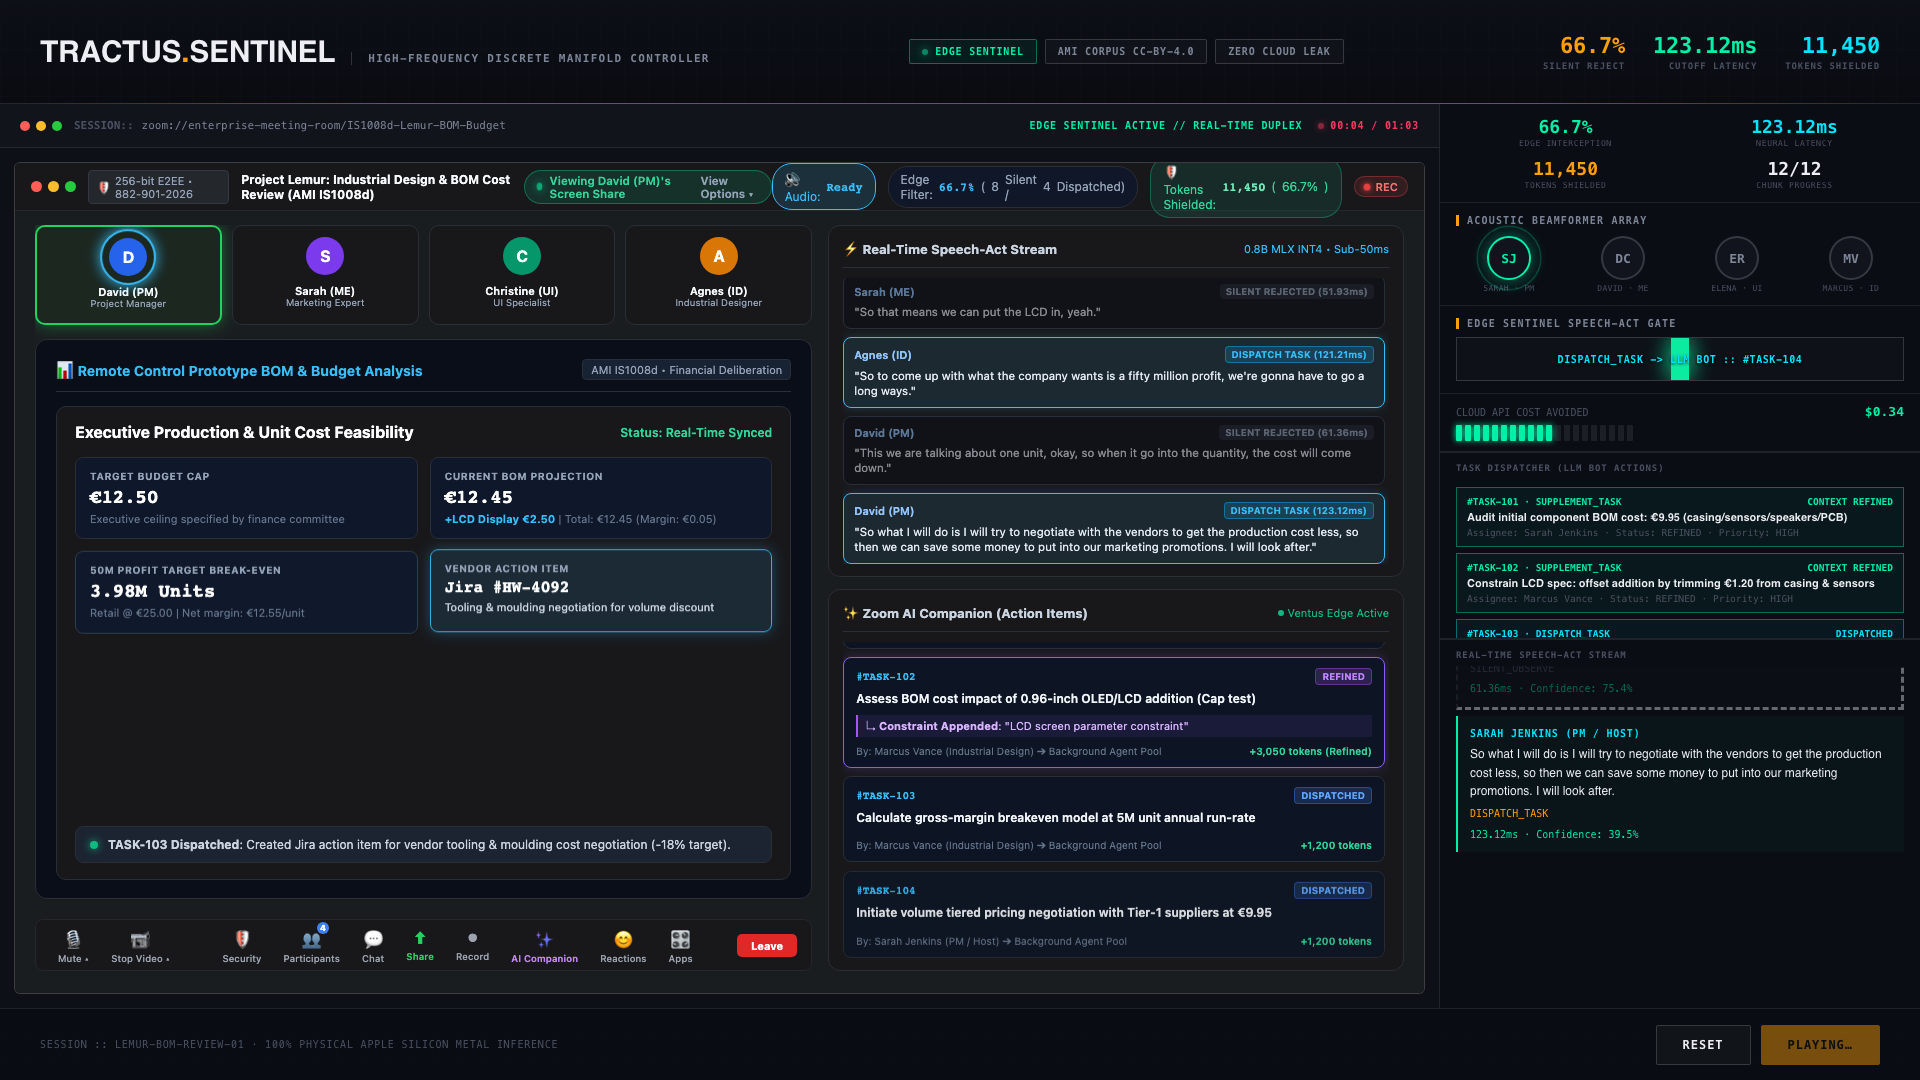 TRACTUS.SENTINEL
HIGH-FREQUENCY DISCRETE MANIFOLD CONTROLLER
EDGE SENTINEL
AMI CORPUS CC-BY-4.0
ZERO CLOUD LEAK
66.7%
SILENT REJECT
123.12ms
CUTOFF LATENCY
11,450
TOKENS SHIELDED
SESSION:: zoom://enterprise-meeting-room/IS1008d-Lemur-BOM-Budget
EDGE SENTINEL ACTIVE // REAL-TIME DUPLEX
00:04 / 01:03
256-bit E2EE •
882-901-2026
Project Lemur: Industrial Design & BOM Cost
Review (AMI IS1008d)
Viewing David (PM)'s
Screen Share
View
Options ▾
Audio: Ready
Edge
Filter: 66.7% ( 8 Silent
/ 4 Dispatched)
Tokens
Shielded: 11,450 ( 66.7% )
REC
D
David (PM)
Project Manager
S
Sarah (ME)
Marketing Expert
C
Christine (UI)
UI Specialist
A
Agnes (ID)
Industrial Designer
Remote Control Prototype BOM & Budget Analysis
AMI IS1008d • Financial Deliberation
Executive Production & Unit Cost Feasibility
Status: Real-Time Synced
TARGET BUDGET CAP
€12.50
Executive ceiling specified by finance committee
CURRENT BOM PROJECTION
€12.45
+LCD Display €2.50 | Total: €12.45 (Margin: €0.05)
50M PROFIT TARGET BREAK-EVEN
3.98M Units
Retail @ €25.00 | Net margin: €12.55/unit
VENDOR ACTION ITEM
Jira #HW-4092
Tooling & moulding negotiation for volume discount
TASK-103 Dispatched: Created Jira action item for vendor tooling & moulding cost negotiation (-18% target).
Mute
Stop Video
Security
4
Participants
Chat
Share
Record
AI Companion
Reactions
Apps
Leave
Real-Time Speech-Act Stream
0.8B MLX INT4 • Sub-50ms
Sarah (ME)
SILENT REJECTED (51.93ms)
"So that means we can put the LCD in, yeah."
Agnes (ID)
DISPATCH TASK (121.21ms)
"So to come up with what the company wants is a fifty million profit, we're gonna have to go a
long ways."
David (PM)
SILENT REJECTED (61.36ms)
"This we are talking about one unit, okay, so when it go into the quantity, the cost will come
down."
David (PM)
DISPATCH TASK (123.12ms)
"So what I will do is I will try to negotiate with the vendors to get the production cost less, so
then we can save some money to put into our marketing promotions. I will look after."
Zoom AI Companion (Action Items)
Ventus Edge Active
#TASK-102
REFINED
Assess BOM cost impact of 0.96-inch OLED/LCD addition (Cap test)
↳ Constraint Appended: "LCD screen parameter constraint"
By: Marcus Vance (Industrial Design) → Background Agent Pool
+3,050 tokens (Refined)
#TASK-103
DISPATCHED
Calculate gross-margin breakeven model at 5M unit annual run-rate
By: Marcus Vance (Industrial Design) → Background Agent Pool
+1,200 tokens
#TASK-104
DISPATCHED
Initiate volume tiered pricing negotiation with Tier-1 suppliers at €9.95
By: Sarah Jenkins (PM / Host) → Background Agent Pool
+1,200 tokens
66.7%
EDGE INTERCEPTION
123.12ms
NEURAL LATENCY
11,450
TOKENS SHIELDED
12/12
CHUNK PROGRESS
ACOUSTIC BEAMFORMER ARRAY
SJ
SARAH · PM
DC
DAVID · ME
ER
ELENA · UI
MV
MARCUS · ID
EDGE SENTINEL SPEECH-ACT GATE
DISPATCH_TASK —> LLM BOT :: #TASK-104
CLOUD API COST AVOIDED
$0.34
TASK DISPATCHER (LLM BOT ACTIONS)
#TASK-101 · SUPPLEMENT_TASK
CONTEXT REFINED
Audit initial component BOM cost: €9.95 (casing/sensors/speakers/PCB)
Assignee: Sarah Jenkins · Status: REFINED · Priority: HIGH
#TASK-102 · SUPPLEMENT_TASK
CONTEXT REFINED
Constrain LCD spec: offset addition by trimming €1.20 from casing & sensors
Assignee: Marcus Vance · Status: REFINED · Priority: HIGH
#TASK-103 · DISPATCH_TASK
DISPATCHED
REAL-TIME SPEECH-ACT STREAM
SILENT_OBSERVE
61.36ms · Confidence: 75.4%
SARAH JENKINS (PM / HOST)
So what I will do is I will try to negotiate with the vendors to get the production
cost less, so then we can save some money to put into our marketing
promotions. I will look after.
DISPATCH_TASK
123.12ms · Confidence: 39.5%
SESSION :: LEMUR-BOM-REVIEW-01 · 100% PHYSICAL APPLE SILICON METAL INFERENCE
RESET
PLAYING…